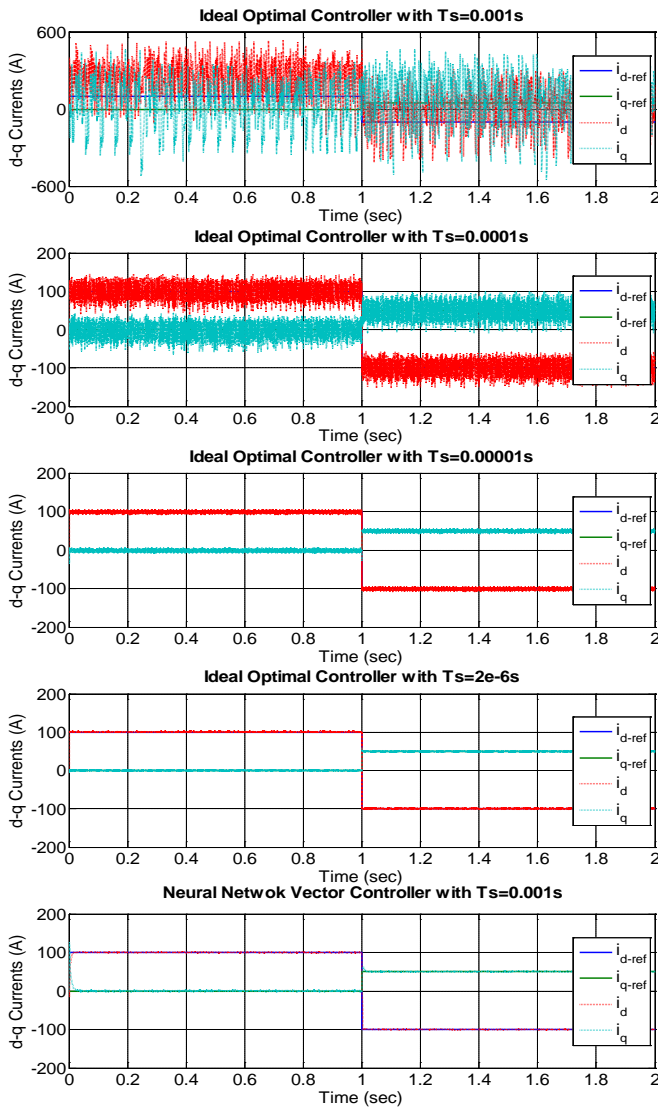 Ideal Optimal Controller with Ts=0.001s
600
0
-600
d-q Currents (A)
i_d-ref
i_q-ref
i_d
i_q
0 0.2 0.4 0.6 0.8 1 1.2 1.4 1.6 1.8 2
Time (sec)
Ideal Optimal Controller with Ts=0.0001s
200
100
0
-100
-200
d-q Currents (A)
i_d-ref
i_d-ref
i_d
i_q
0 0.2 0.4 0.6 0.8 1 1.2 1.4 1.6 1.8 2
Time (sec)
Ideal Optimal Controller with Ts=0.00001s
200
100
0
-100
-200
d-q Currents (A)
i_d-ref
i_q-ref
i_d
i_q
0 0.2 0.4 0.6 0.8 1 1.2 1.4 1.6 1.8 2
Time (sec)
Ideal Optimal Controller with Ts=2e-6s
200
100
0
-100
-200
d-q Currents (A)
i_d-ref
i_q-ref
i_d
i_q
0 0.2 0.4 0.6 0.8 1 1.2 1.4 1.6 1.8 2
Time (sec)
Neural Netwok Vector Controller with Ts=0.001s
200
100
0
-100
-200
d-q Currents (A)
i_d-ref
i_q-ref
i_d
i_q
0 0.2 0.4 0.6 0.8 1 1.2 1.4 1.6 1.8 2
Time (sec)